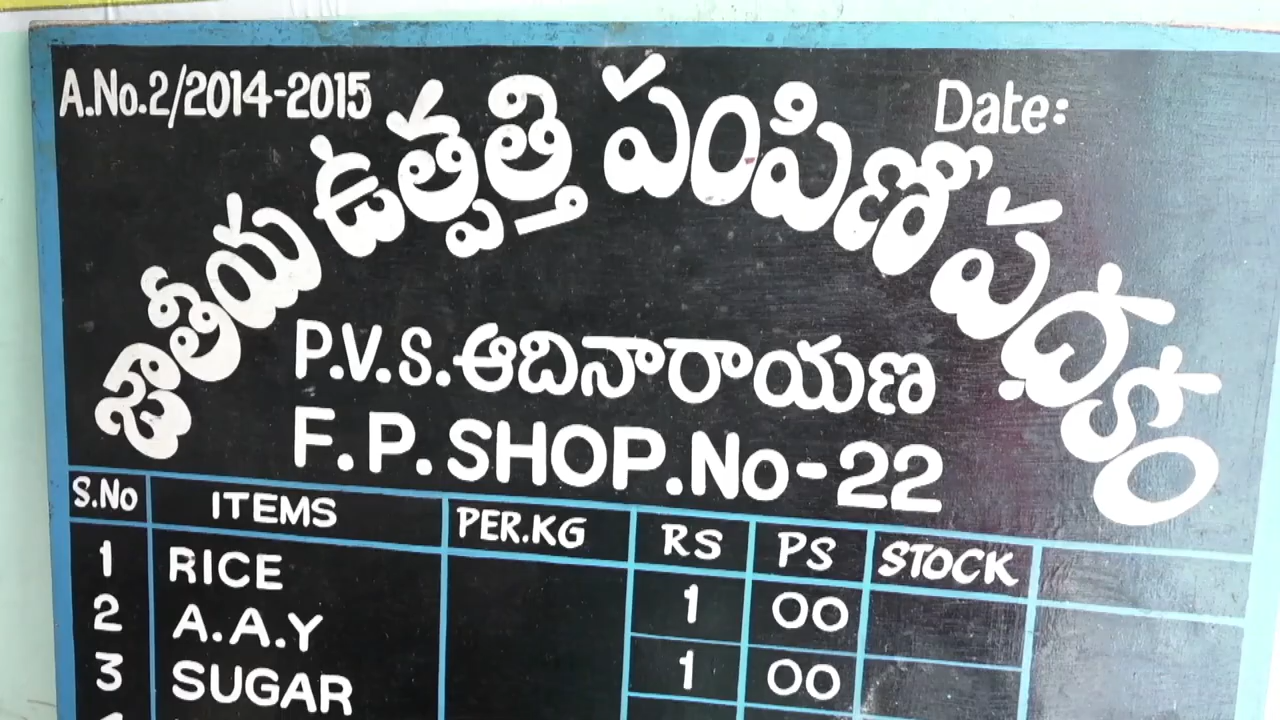 A.No.2/2014-2015 Date:
జాతీయ ఉత్పత్తి పంపిణీ పధకం
P.V.S. ఆదినారాయణ
F.P. SHOP.No-22
S.No ITEMS PER.KG RS PS STOCK
1 RICE 1 00
2 A.A.Y 1 00
3 SUGAR